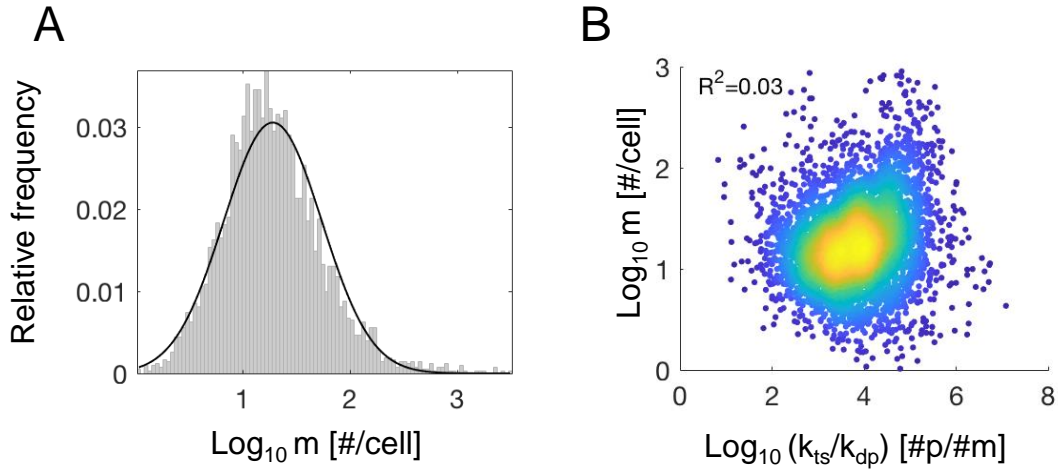 A
Relative frequency
0.03
0.02
0.01
0
1
2
3
Log₁₀ m [#/cell]
B
Log₁₀ m [#/cell]
3
2
1
0
R²=0.03
0
2
4
6
8
Log₁₀ (kₜₛ/k_dp) [#p/#m]